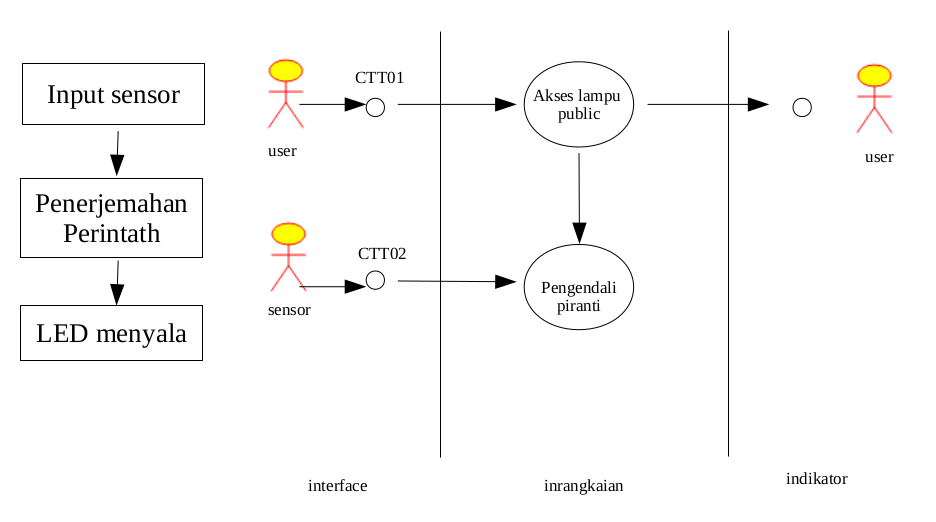 Input sensor
Penerjemahan
Perintath
LED menyala
CTT01
user
CTT02
sensor
Akses lampu
public
Pengendali
piranti
user
interface
inrangkaian
indikator